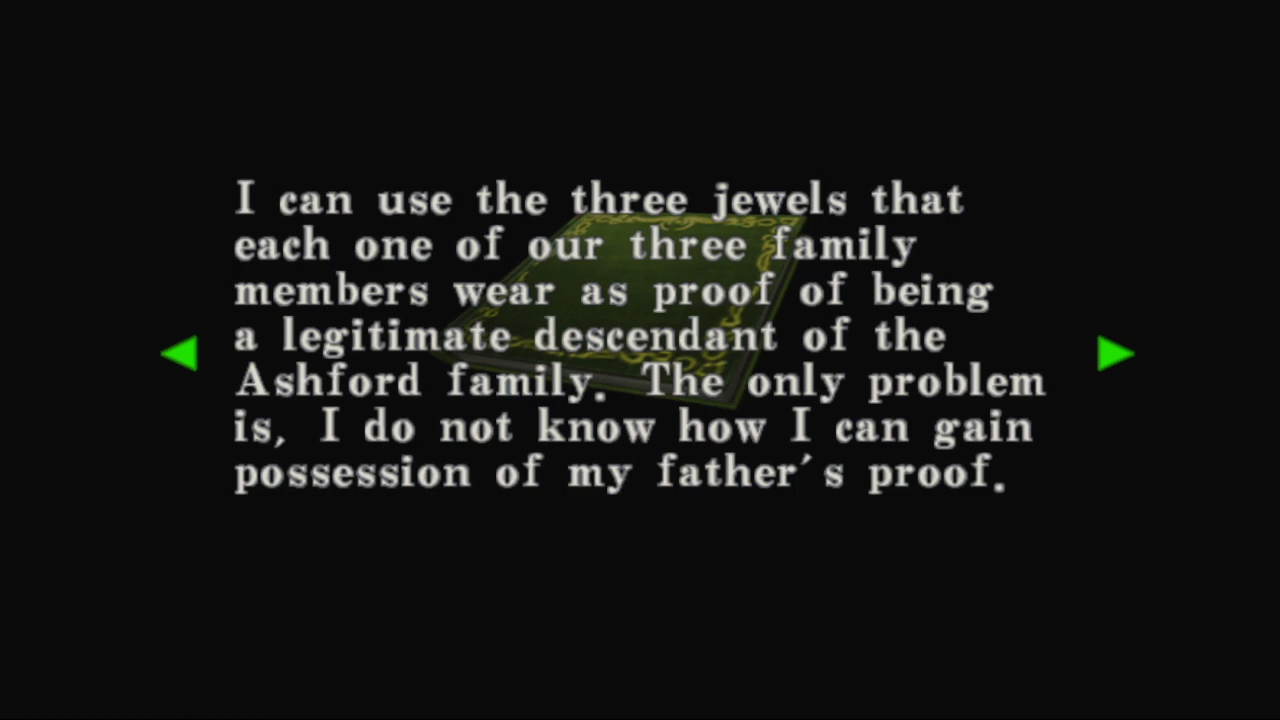 I can use the three jewels that
each one of our three family
members wear as proof of being
a legitimate descendant of the
Ashford family. The only problem
is, I do not know how I can gain
possession of my father's proof.